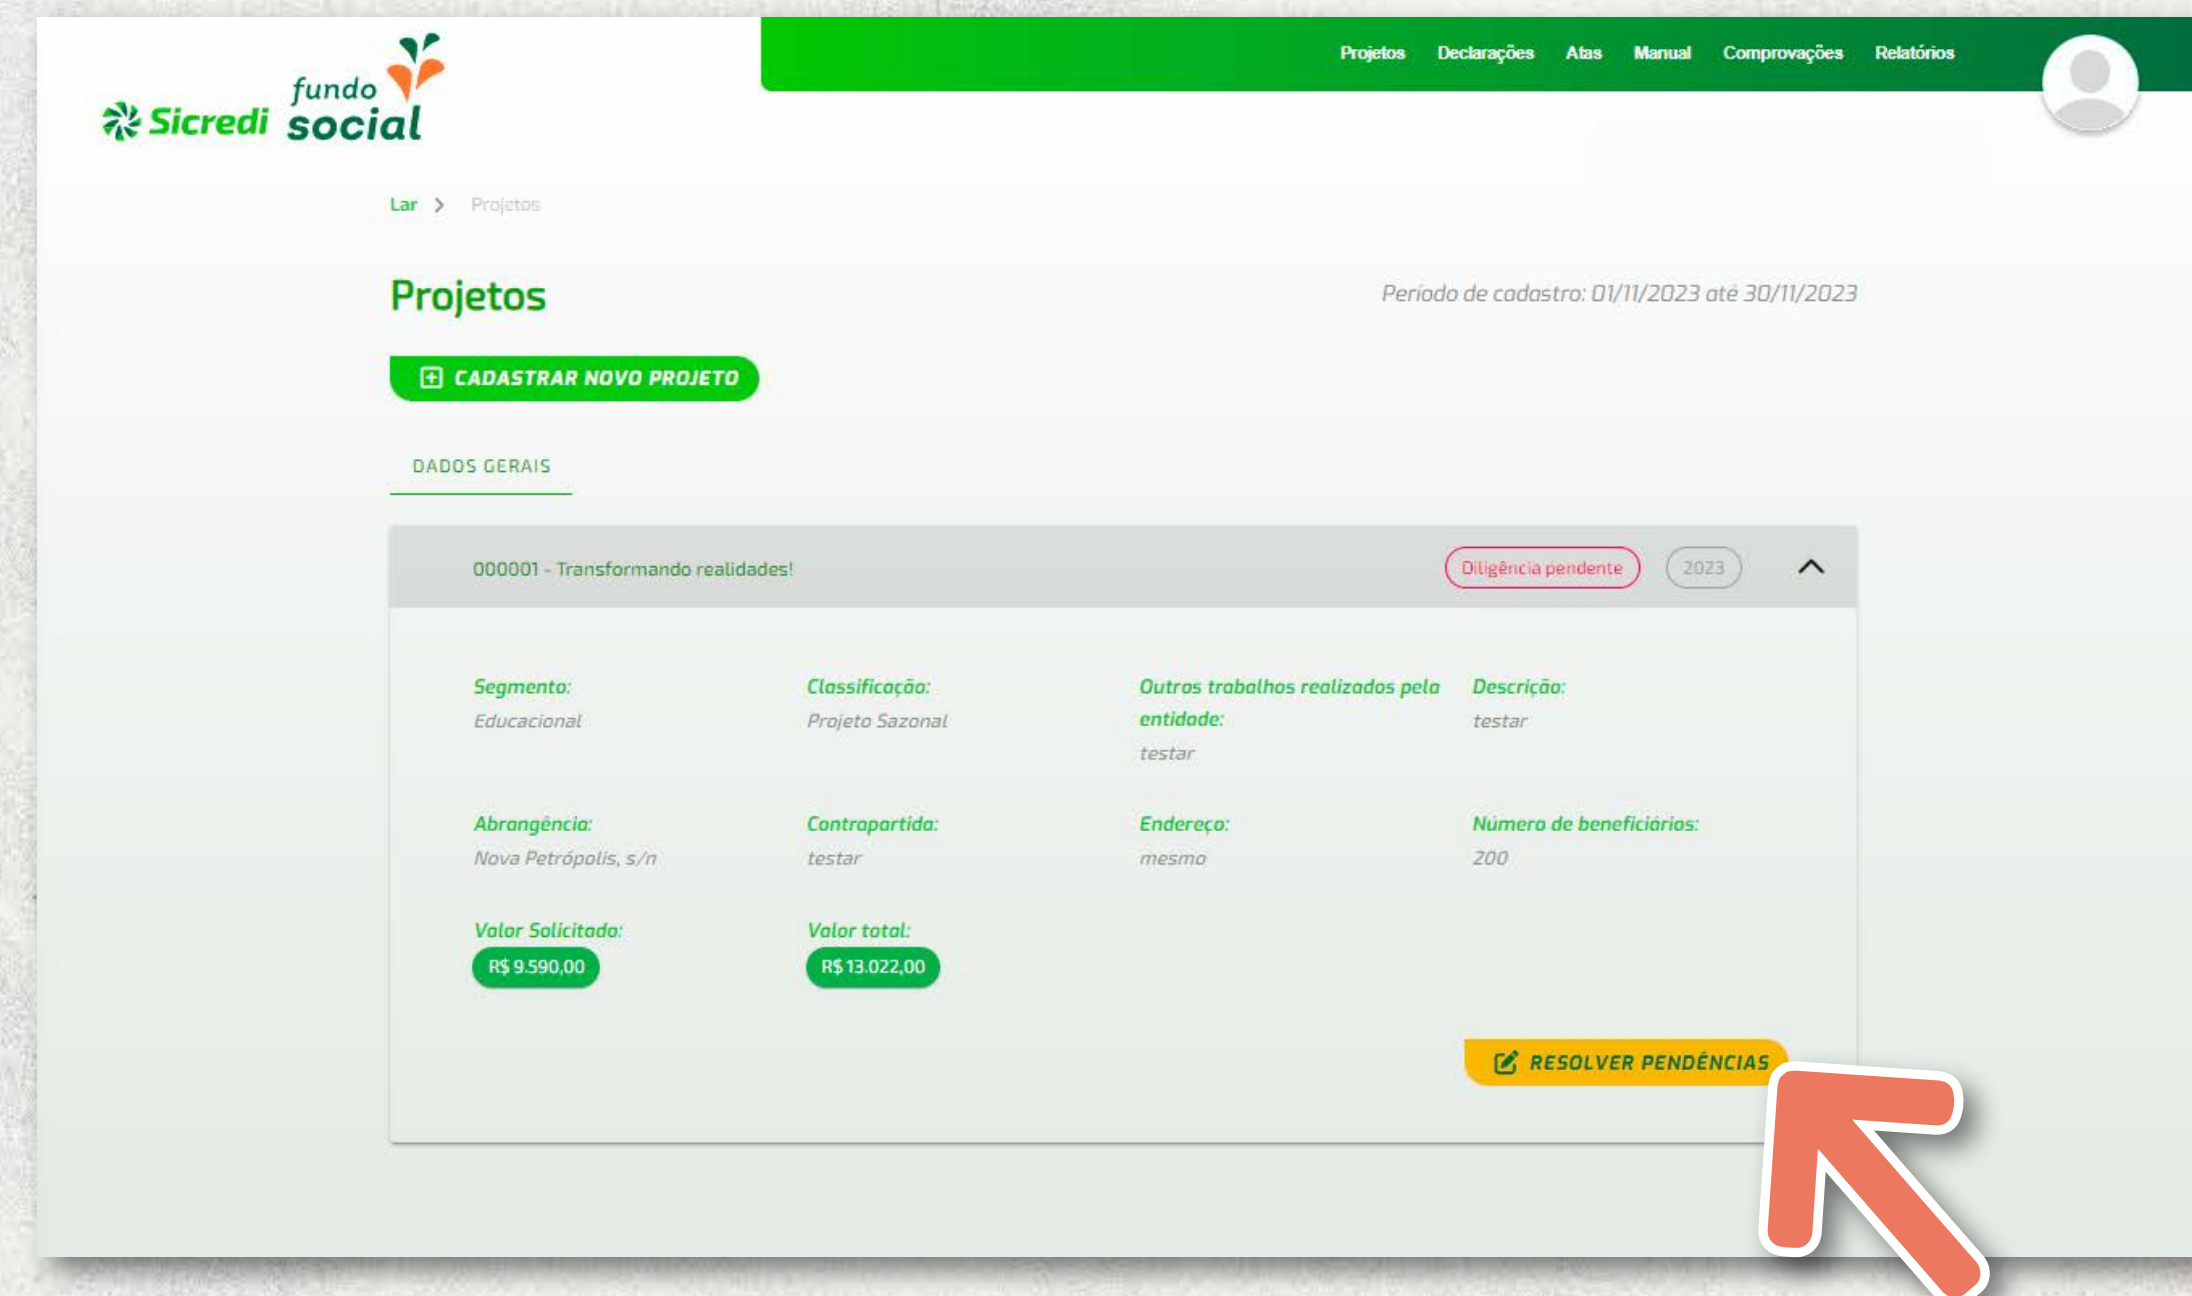 Projetos Declarações Atas Manual Comprovações Relatórios
Sicredi fundo social
Lar > Projetos
Projetos
Período de cadastro: 01/11/2023 até 30/11/2023
CADASTRAR NOVO PROJETO
DADOS GERAIS
000001 - Transformando realidades! Diligência pendente 2023
Segmento: Classificação: Outros trabalhos realizados pela Descrição:
Educacional Projeto Sazonal entidade: testar
testar
Abrangência: Contrapartida: Endereço: Número de beneficiários:
Nova Petrópolis, s/n testar mesmo 200
Valor Solicitado: Valor total:
R$ 9.590,00 R$ 13.022,00
RESOLVER PENDÊNCIAS